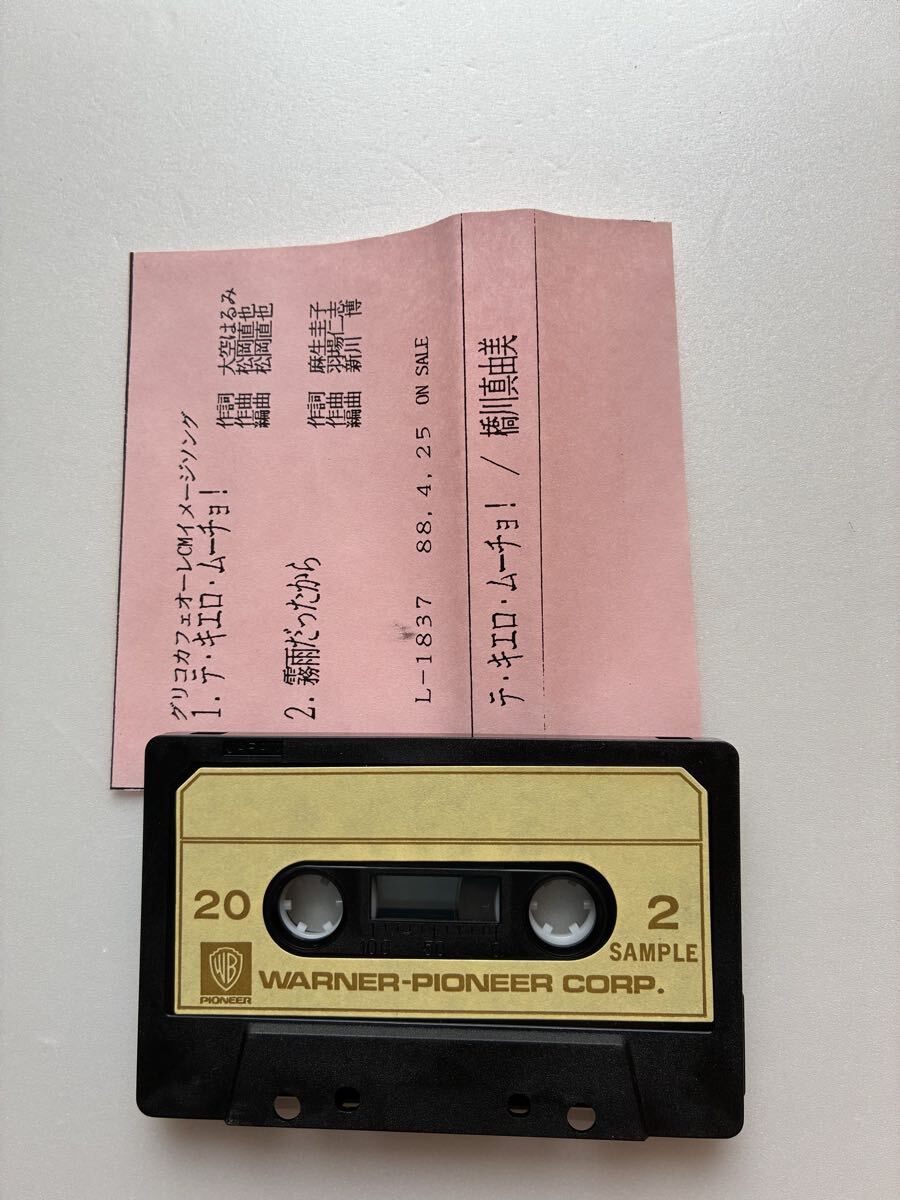 グリコカフェオーレCMイメージソング
1. テ・キエロ・ムーチョ!
作詞 大空はるみ
作曲 松岡直也
編曲 松岡直也
2. 霧雨だったから
作詞 麻生圭子
作曲 羽場仁志
編曲 新川 博
L-1837 88,4,25 ON SALE
テ・キエロ・ムーチョ! / 橋川真由美
20
2
SAMPLE
100 50 0
WB
PIONEER
WARNER-PIONEER CORP.